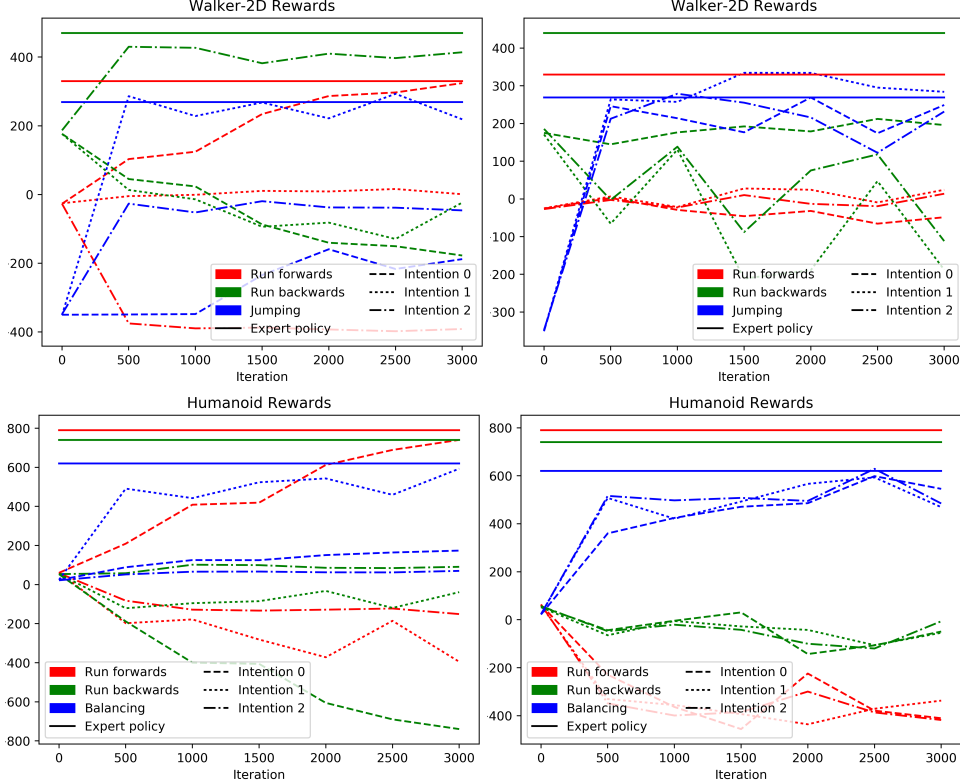 Walker-2D Rewards
400
200
0
-200
-400
Run forwards
Run backwards
Jumping
Expert policy
Intention 0
Intention 1
Intention 2
0 500 1000 1500 2000 2500 3000
Iteration
Walker-2D Rewards
400
300
200
100
0
-100
-200
-300
Run forwards
Run backwards
Jumping
Expert policy
Intention 0
Intention 1
Intention 2
0 500 1000 1500 2000 2500 3000
Iteration
Humanoid Rewards
800
600
400
200
0
-200
-400
-600
-800
Run forwards
Run backwards
Balancing
Expert policy
Intention 0
Intention 1
Intention 2
0 500 1000 1500 2000 2500 3000
Iteration
Humanoid Rewards
800
600
400
200
0
-200
-400
Run forwards
Run backwards
Balancing
Expert policy
Intention 0
Intention 1
Intention 2
0 500 1000 1500 2000 2500 3000
Iteration